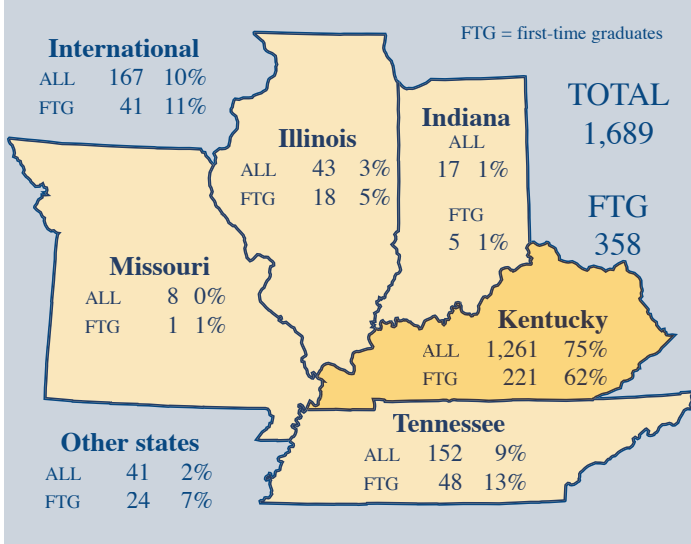 FTG = first-time graduates
International
ALL 167 10%
FTG 41 11%
TOTAL
1,689
FTG
358
Illinois
ALL 43 3%
FTG 18 5%
Indiana
ALL
17 1%
FTG
5 1%
Missouri
ALL 8 0%
FTG 1 1%
Kentucky
ALL 1,261 75%
FTG 221 62%
Tennessee
ALL 152 9%
FTG 48 13%
Other states
ALL 41 2%
FTG 24 7%